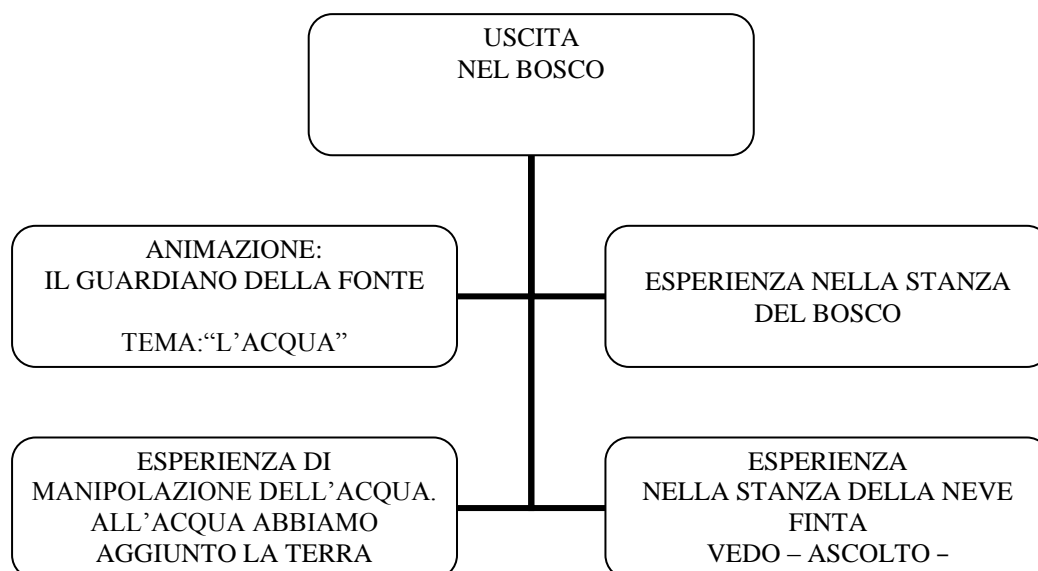 USCITA
NEL BOSCO
ANIMAZIONE:
IL GUARDIANO DELLA FONTE
TEMA:“L’ACQUA”
ESPERIENZA NELLA STANZA
DEL BOSCO
ESPERIENZA DI
MANIPOLAZIONE DELL’ACQUA.
ALL’ACQUA ABBIAMO
AGGIUNTO LA TERRA
ESPERIENZA
NELLA STANZA DELLA NEVE
FINTA
VEDO – ASCOLTO –